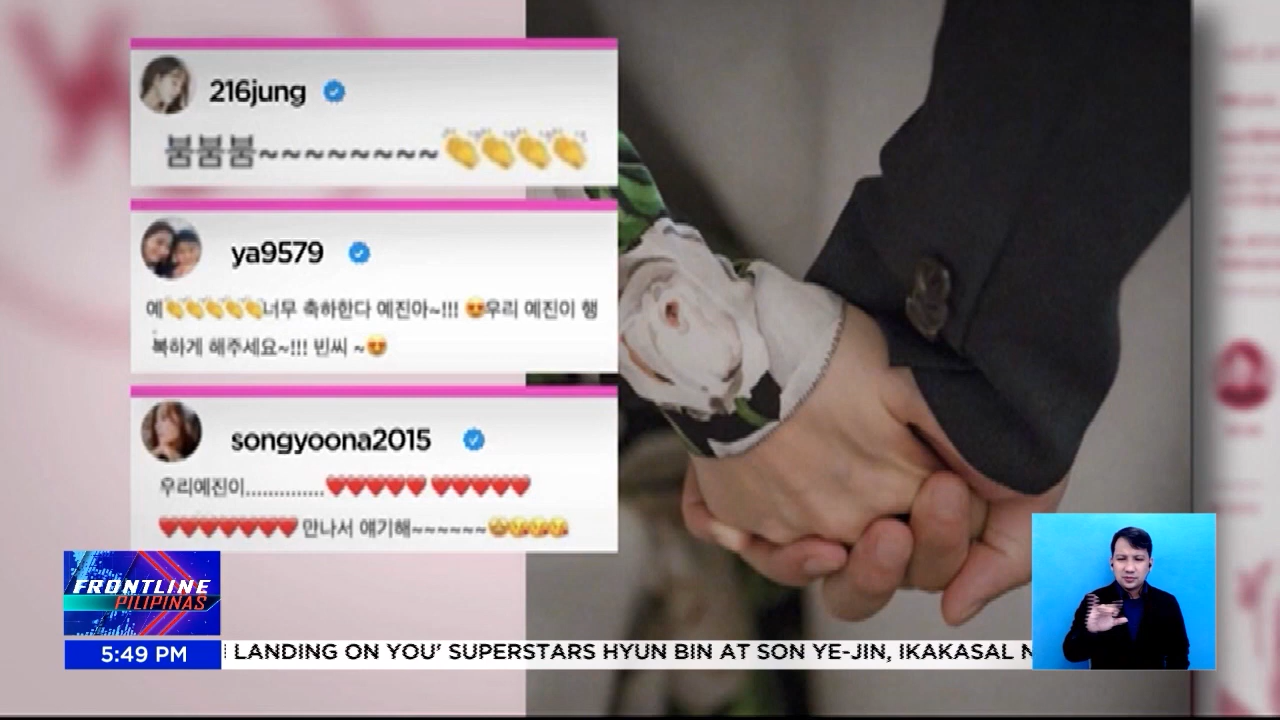 216jung
붐붐붐~~~~~~~~👏👏👏👏
ya9579
예👏👏👏👏👏너무 축하한다 예진아~!!! 😍우리 예진이 행
복하게 해주세요~!!! 빈씨 ~😍
songyoona2015
우리예진이..............❤️❤️❤️❤️❤️ ❤️❤️❤️❤️❤️
❤️❤️❤️❤️❤️❤️❤️ 만나서 얘기해~~~~~~🤩😘😘😘
FRONTLINE
PILIPINAS
5:49 PM
LANDING ON YOU' SUPERSTARS HYUN BIN AT SON YE-JIN, IKAKASAL